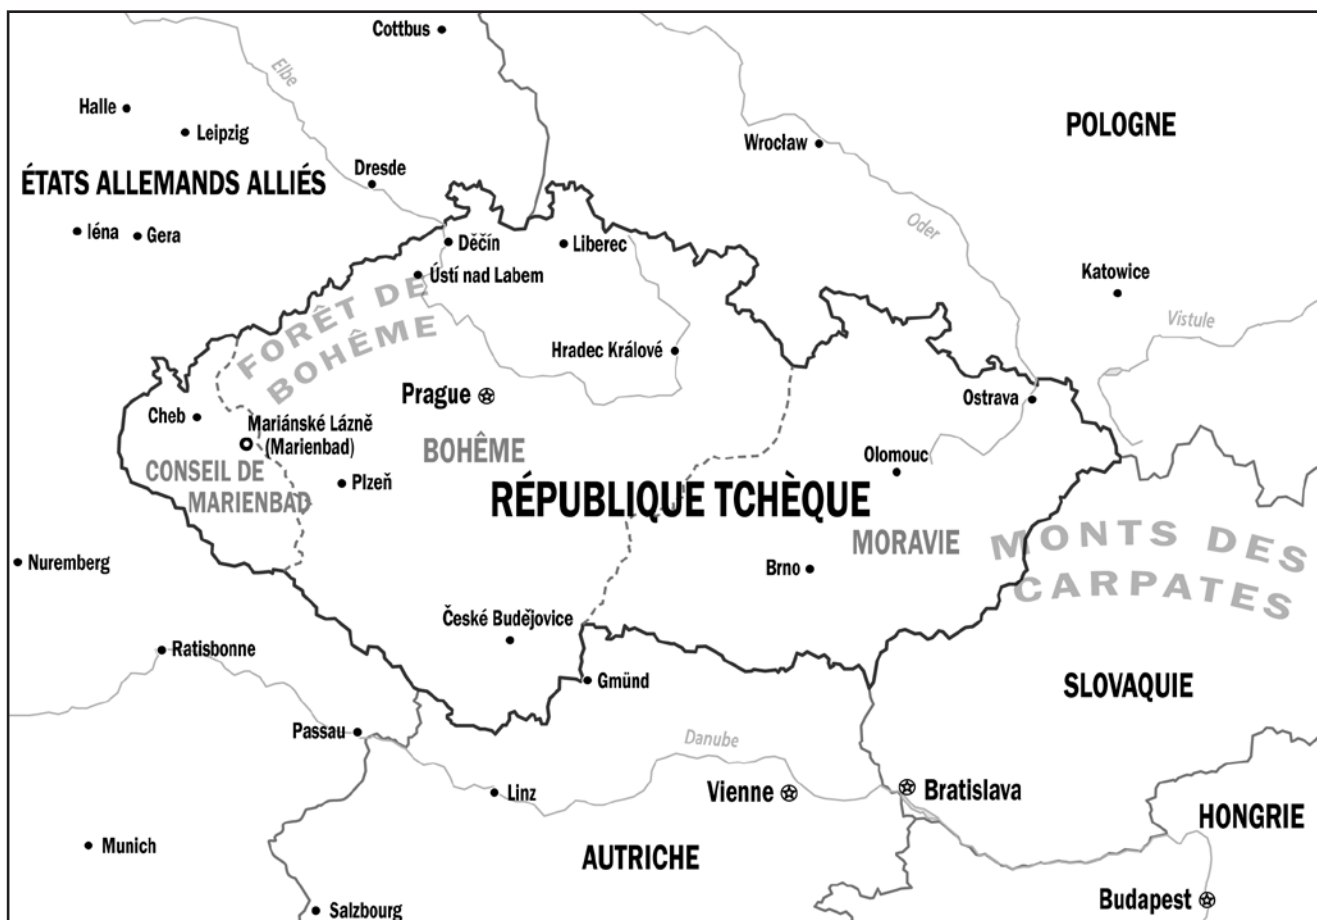 Cottbus
Elbe
Halle
Leipzig
POLOGNE
Wrocław
Dresde
ÉTATS ALLEMANDS ALLIÉS
Iéna
Gera
Oder
Děčín
Liberec
Ústí nad Labem
Katowice
FORÊT DE
BOHÊME
Vistule
Hradec Králové
Prague
Ostrava
Cheb
Mariánské Lázně
(Marienbad)
BOHÊME
Olomouc
CONSEIL DE
MARIENBAD
Plzeň
RÉPUBLIQUE TCHÈQUE
MORAVIE
MONTS DES
CARPATES
Nuremberg
Brno
České Budějovice
Ratisbonne
Gmünd
SLOVAQUIE
Passau
Danube
Linz
Vienne
Bratislava
HONGRIE
Munich
AUTRICHE
Budapest
Salzbourg